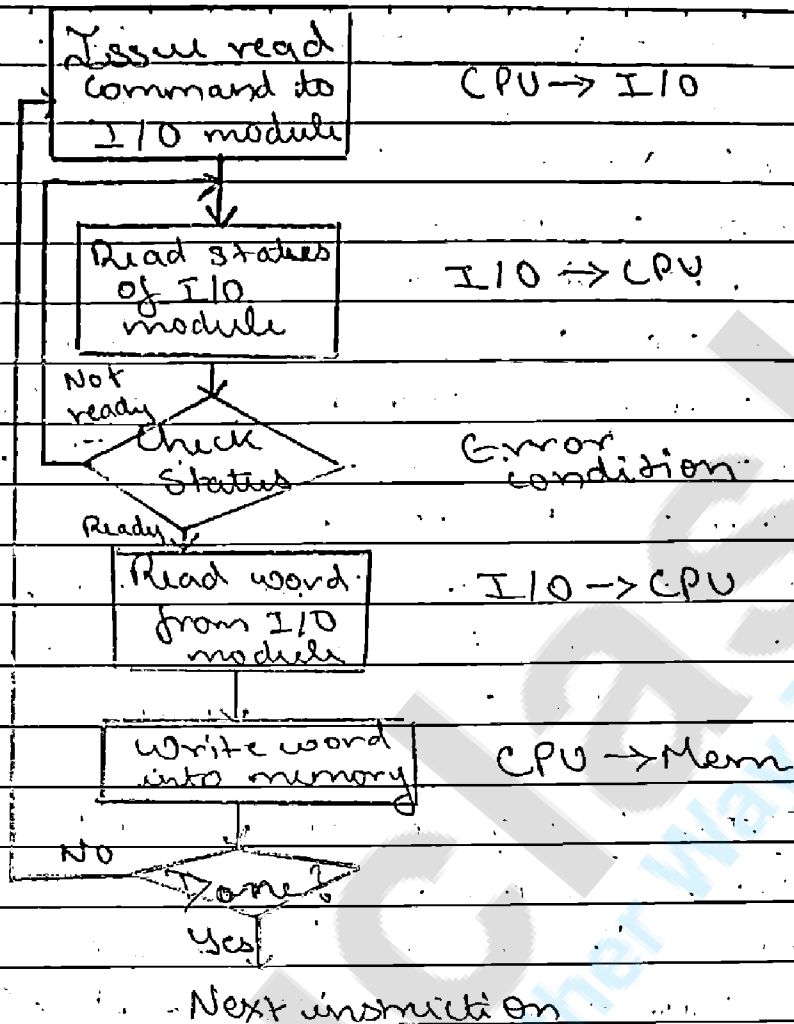 Issue read
command to
I/O module
CPU → I/O
Read status
of I/O
module
I/O → CPU
Not
ready
Check
Status
Error
condition
Ready
Read word
from I/O
module
I/O → CPU
Write word
into memory
CPU → Mem
No
Done?
Yes
Next instruction